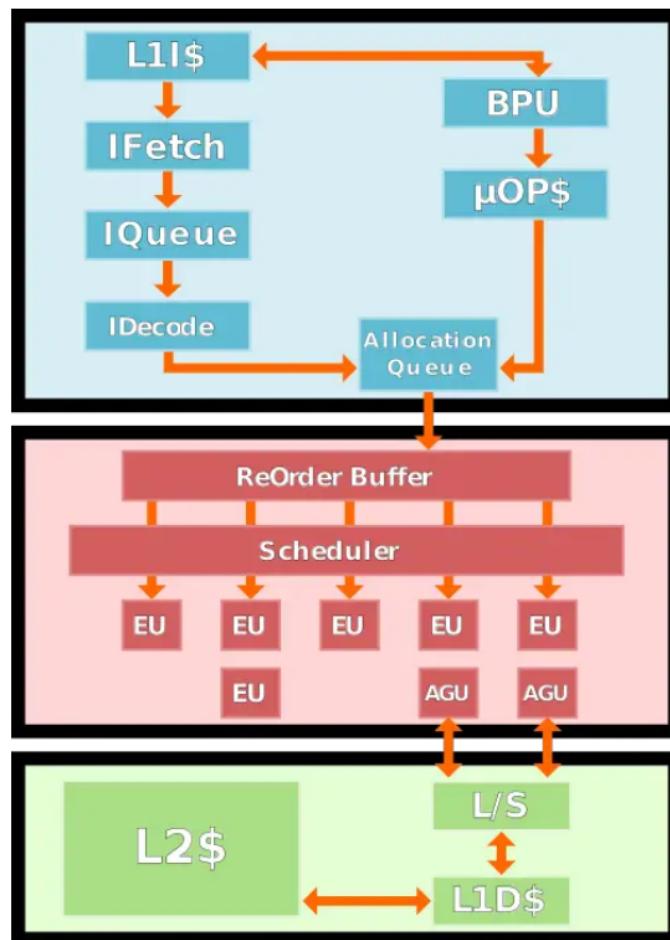 L1I$
BPU
IFetch
µOP$
IQueue
IDecode
Allocation
Queue
ReOrder Buffer
Scheduler
EU
EU
EU
EU
EU
EU
AGU
AGU
L2$
L/S
L1D$